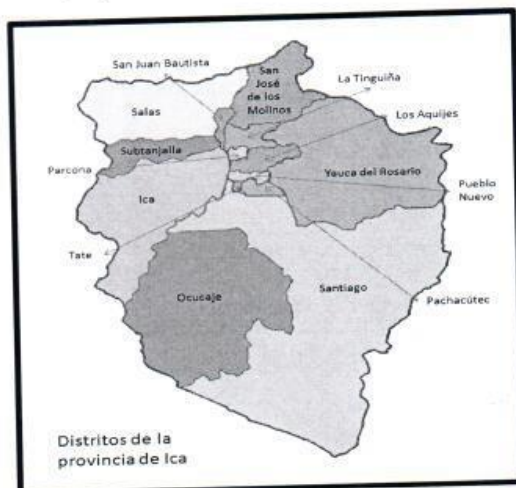 San Juan Bautista
San
José
de los
Molinos
La Tinguiña
Salas
Los Aquijes
Subtanjalla
Parcona
Yauca del Rosario
Ica
Pueblo
Nuevo
Tate
Santiago
Ocucaje
Pachacútec
Distritos de la
provincia de Ica